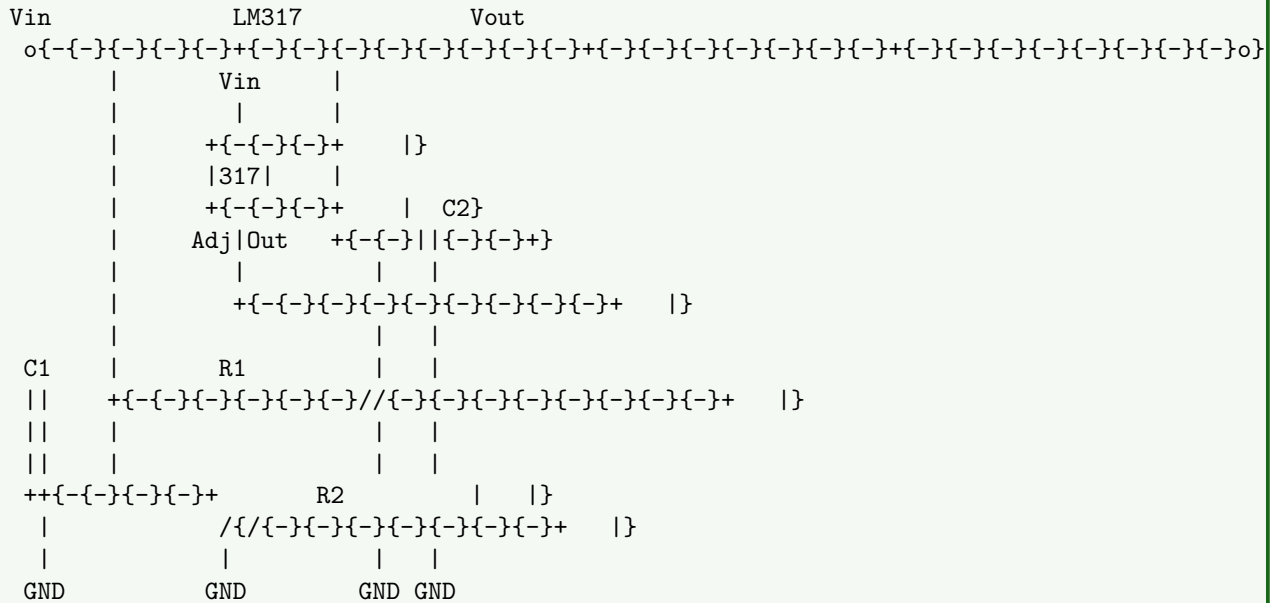 Vin                LM317              Vout
 o{-{-}{-}{-}{-}+{-}{-}{-}{-}{-}{-}{-}{-}+{-}{-}{-}{-}{-}{-}{-}+{-}{-}{-}{-}{-}{-}{-}{-}o}
       |       Vin     |
       |        |      |
       |      +{-{-}{-}+    |}
       |      |317|    |
       |      +{-{-}{-}+    |  C2}
       |     Adj|Out   +{-{-}||{-}{-}+}
       |        |         |   |
       |        +{-{-}{-}{-}{-}{-}{-}{-}{-}+   |}
       |                  |   |
 C1    |       R1         |   |
 ||    +{-{-}{-}{-}{-}{-}//{-}{-}{-}{-}{-}{-}{-}{-}+   |}
 ||    |                  |   |
 ||    |                  |   |
 ++{-{-}{-}{-}+       R2         |   |}
  |            /{/{-}{-}{-}{-}{-}{-}{-}+   |}
  |            |          |   |
 GND          GND        GND GND